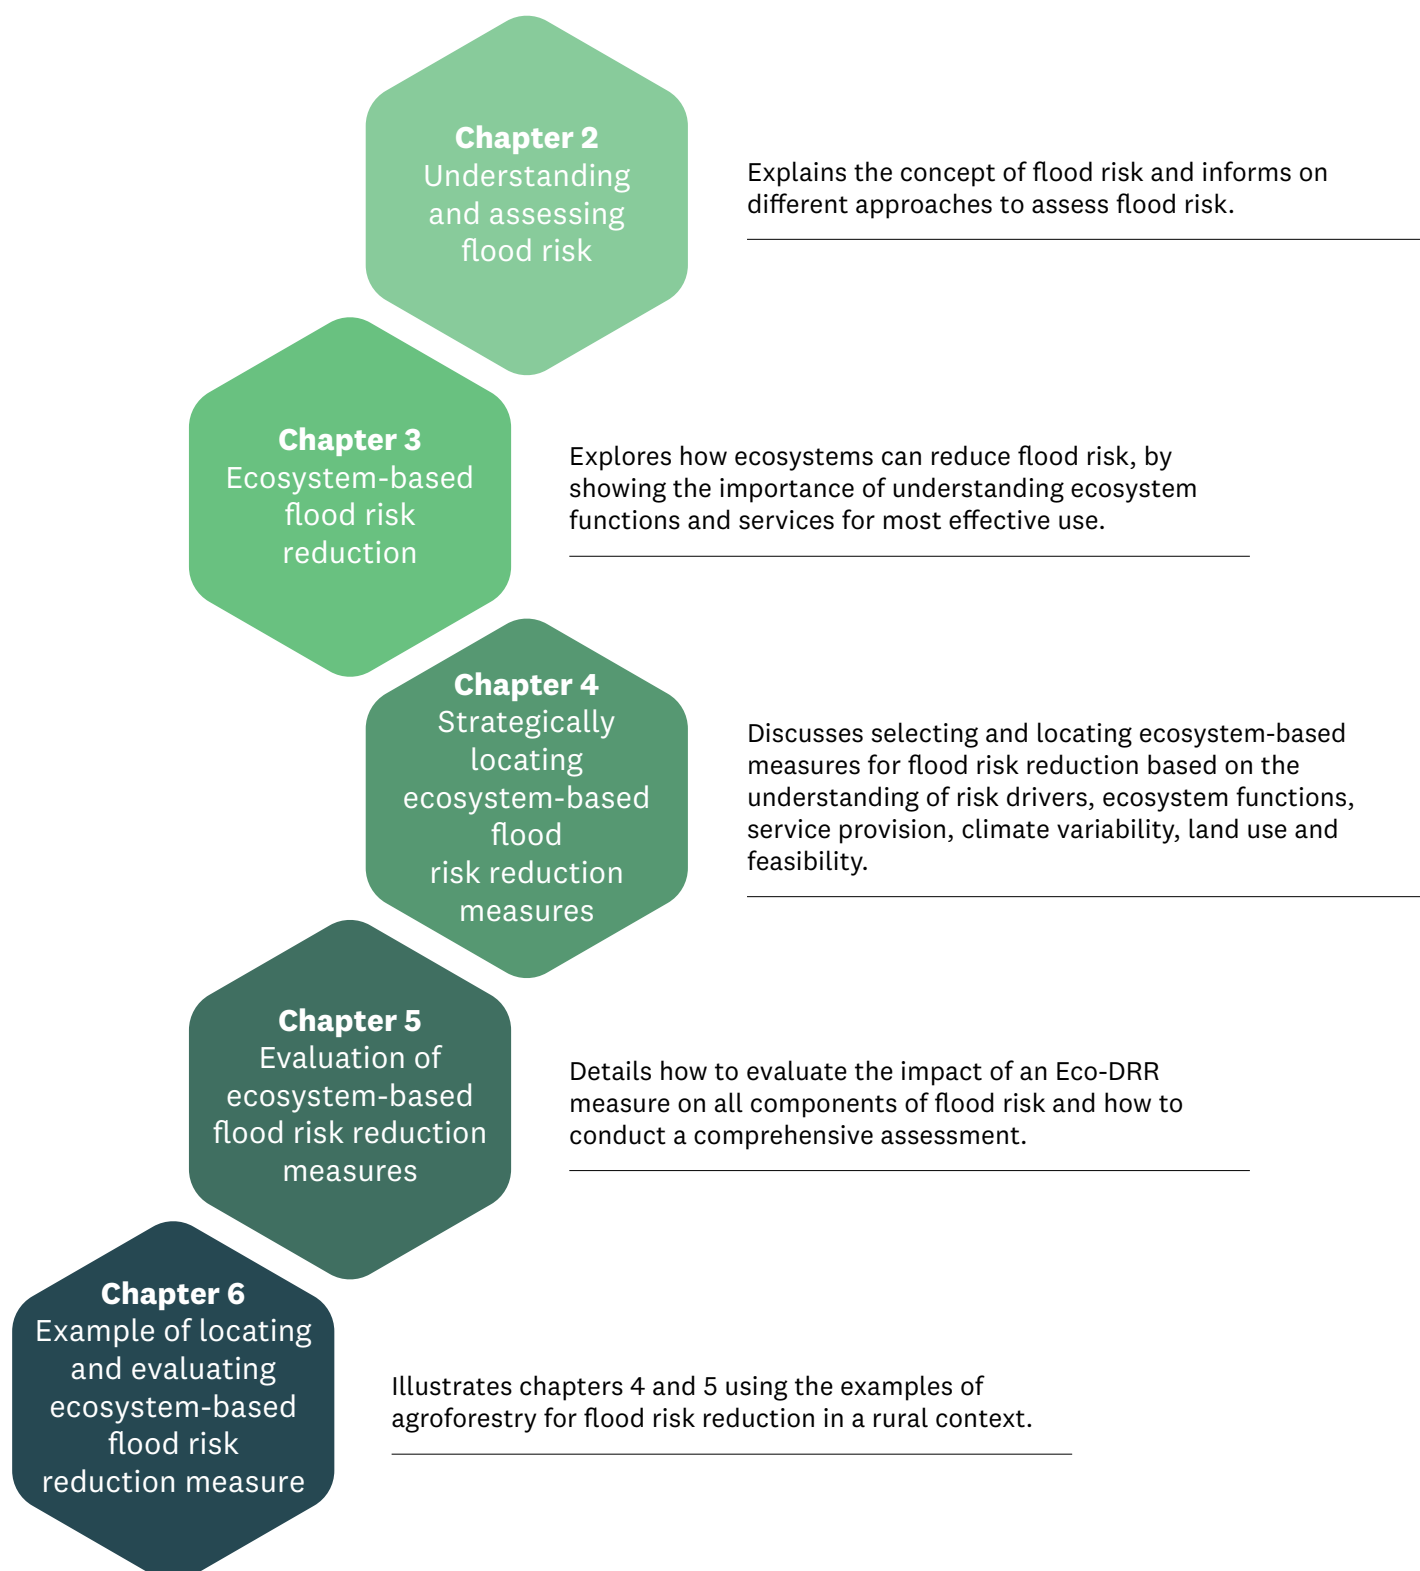 Chapter 2
Understanding
and assessing
flood risk
Explains the concept of flood risk and informs on
different approaches to assess flood risk.
Chapter 3
Ecosystem-based
flood risk
reduction
Explores how ecosystems can reduce flood risk, by
showing the importance of understanding ecosystem
functions and services for most effective use.
Chapter 4
Strategically
locating
ecosystem-based
flood
risk reduction
measures
Discusses selecting and locating ecosystem-based
measures for flood risk reduction based on the
understanding of risk drivers, ecosystem functions,
service provision, climate variability, land use and
feasibility.
Chapter 5
Evaluation of
ecosystem-based
flood risk reduction
measures
Details how to evaluate the impact of an Eco-DRR
measure on all components of flood risk and how to
conduct a comprehensive assessment.
Chapter 6
Example of locating
and evaluating
ecosystem-based
flood risk
reduction measure
Illustrates chapters 4 and 5 using the examples of
agroforestry for flood risk reduction in a rural context.